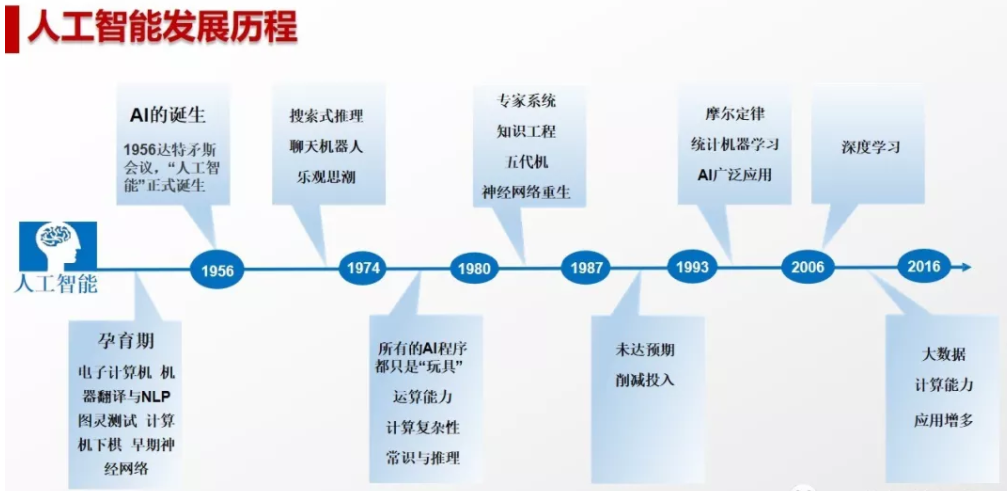 人工智能发展历程
AI的诞生
1956达特矛斯
会议，“人工智
能”正式诞生
搜索式推理
聊天机器人
乐观思潮
专家系统
知识工程
五代机
神经网络重生
摩尔定律
统计机器学习
AI广泛应用
深度学习
人工智能
1956
1974
1980
1987
1993
2006
2016
孕育期
电子计算机 机
器翻译与NLP
图灵测试 计算
机下棋 早期神
经网络
所有的AI程序
都只是“玩具”
运算能力
计算复杂性
常识与推理
未达预期
削减投入
大数据
计算能力
应用增多